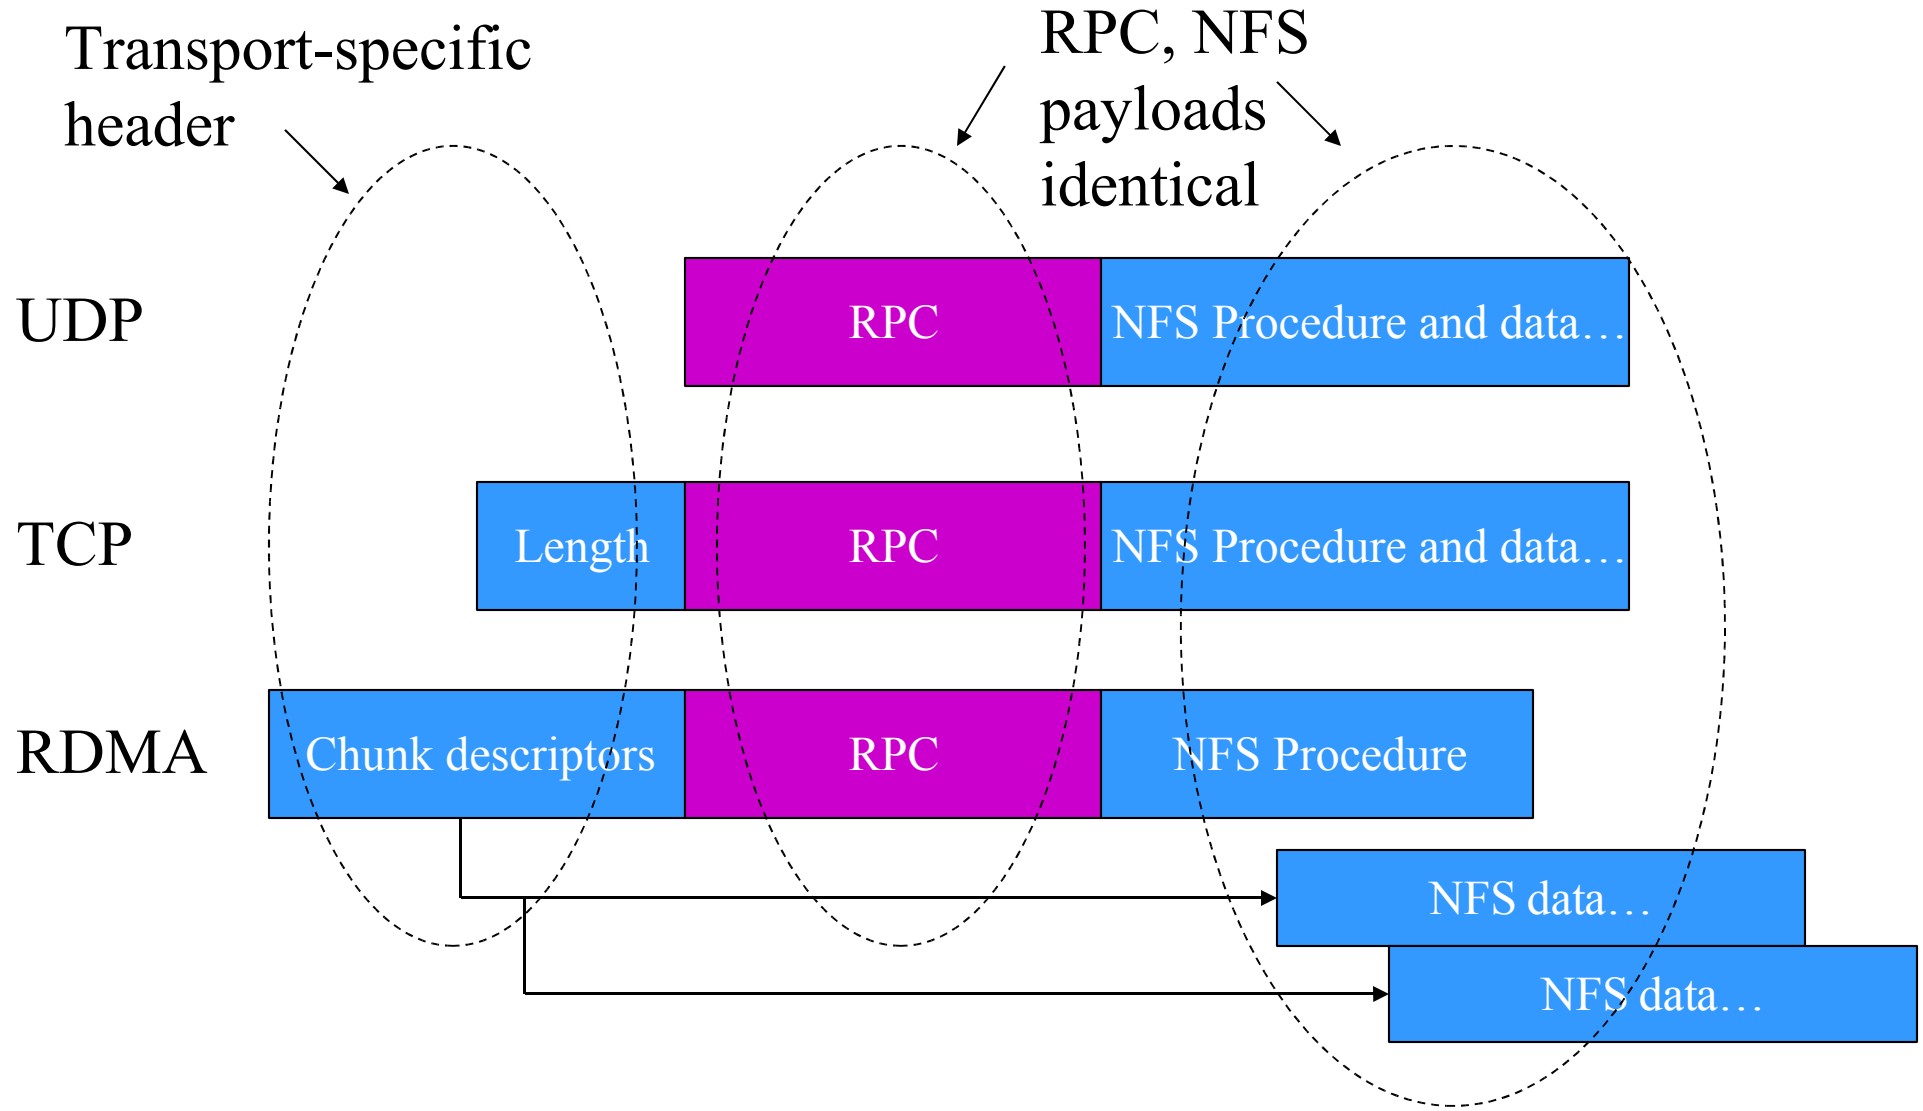 Transport-specific
header
RPC, NFS
payloads
identical
UDP
RPC
NFS Procedure and data…
TCP
Length
RPC
NFS Procedure and data…
RDMA
Chunk descriptors
RPC
NFS Procedure
NFS data…
NFS data…